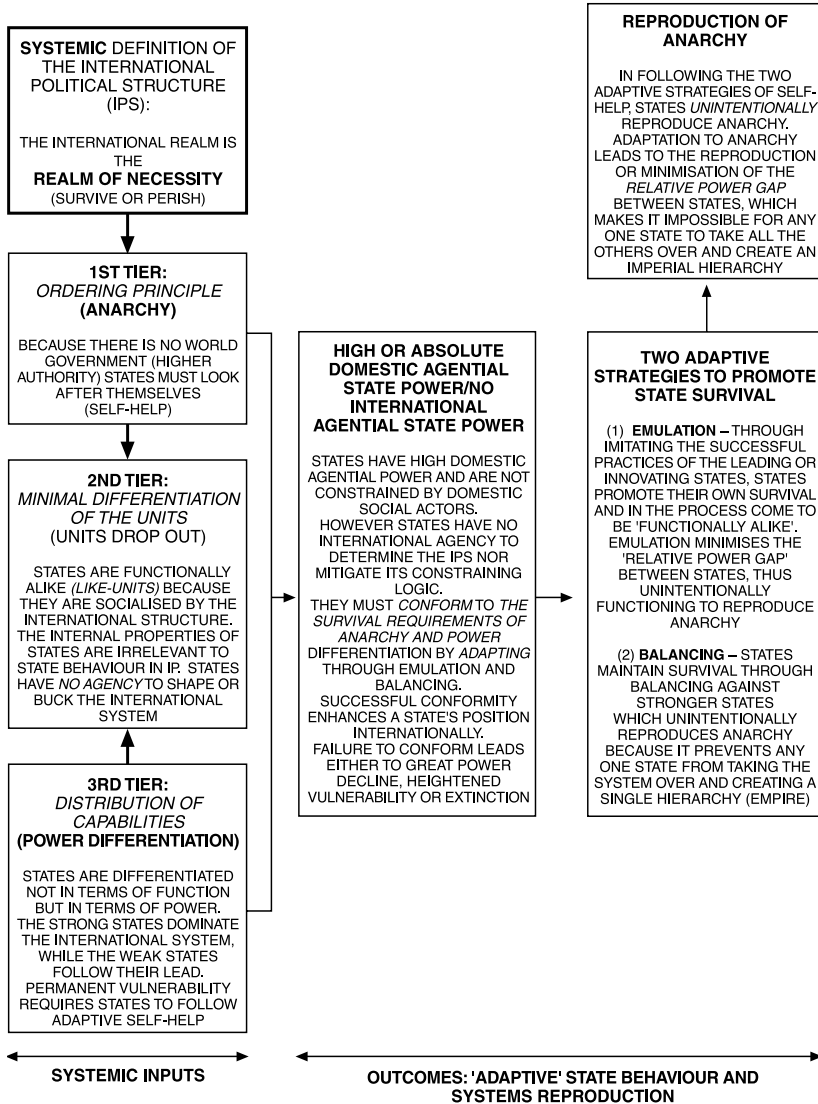 SYSTEMIC DEFINITION OF
THE INTERNATIONAL
POLITICAL STRUCTURE
(IPS):
THE INTERNATIONAL REALM IS
THE
REALM OF NECESSITY
(SURVIVE OR PERISH)
1ST TIER:
ORDERING PRINCIPLE
(ANARCHY)
BECAUSE THERE IS NO WORLD
GOVERNMENT (HIGHER
AUTHORITY) STATES MUST LOOK
AFTER THEMSELVES
(SELF-HELP)
2ND TIER:
MINIMAL DIFFERENTIATION
OF THE UNITS
(UNITS DROP OUT)
STATES ARE FUNCTIONALLY
ALIKE (LIKE-UNITS) BECAUSE
THEY ARE SOCIALISED BY THE
INTERNATIONAL STRUCTURE.
THE INTERNAL PROPERTIES OF
STATES ARE IRRELEVANT TO
STATE BEHAVIOUR IN IP. STATES
HAVE NO AGENCY TO SHAPE OR
BUCK THE INTERNATIONAL
SYSTEM
3RD TIER:
DISTRIBUTION OF
CAPABILITIES
(POWER DIFFERENTIATION)
STATES ARE DIFFERENTIATED
NOT IN TERMS OF FUNCTION
BUT IN TERMS OF POWER.
THE STRONG STATES DOMINATE
THE INTERNATIONAL SYSTEM,
WHILE THE WEAK STATES
FOLLOW THEIR LEAD.
PERMANENT VULNERABILITY
REQUIRES STATES TO FOLLOW
ADAPTIVE SELF-HELP
SYSTEMIC INPUTS
HIGH OR ABSOLUTE
DOMESTIC AGENTIAL
STATE POWER/NO
INTERNATIONAL
AGENTIAL STATE POWER
STATES HAVE HIGH DOMESTIC
AGENTIAL POWER AND ARE NOT
CONSTRAINED BY DOMESTIC
SOCIAL ACTORS.
HOWEVER STATES HAVE NO
INTERNATIONAL AGENCY TO
DETERMINE THE IPS NOR
MITIGATE ITS CONSTRAINING
LOGIC.
THEY MUST CONFORM TO THE
SURVIVAL REQUIREMENTS OF
ANARCHY AND POWER
DIFFERENTIATION BY ADAPTING
THROUGH EMULATION AND
BALANCING.
SUCCESSFUL CONFORMITY
ENHANCES A STATE'S POSITION
INTERNATIONALLY.
FAILURE TO CONFORM LEADS
EITHER TO GREAT POWER
DECLINE, HEIGHTENED
VULNERABILITY OR EXTINCTION
REPRODUCTION OF
ANARCHY
IN FOLLOWING THE TWO
ADAPTIVE STRATEGIES OF SELF-
HELP, STATES UNINTENTIONALLY
REPRODUCE ANARCHY.
ADAPTATION TO ANARCHY
LEADS TO THE REPRODUCTION
OR MINIMISATION OF THE
RELATIVE POWER GAP
BETWEEN STATES, WHICH
MAKES IT IMPOSSIBLE FOR ANY
ONE STATE TO TAKE ALL THE
OTHERS OVER AND CREATE AN
IMPERIAL HIERARCHY
TWO ADAPTIVE
STRATEGIES TO PROMOTE
STATE SURVIVAL
(1) EMULATION – THROUGH
IMITATING THE SUCCESSFUL
PRACTICES OF THE LEADING OR
INNOVATING STATES, STATES
PROMOTE THEIR OWN SURVIVAL
AND IN THE PROCESS COME TO
BE 'FUNCTIONALLY ALIKE'.
EMULATION MINIMISES THE
'RELATIVE POWER GAP'
BETWEEN STATES, THUS
UNINTENTIONALLY
FUNCTIONING TO REPRODUCE
ANARCHY
(2) BALANCING – STATES
MAINTAIN SURVIVAL THROUGH
BALANCING AGAINST
STRONGER STATES
WHICH UNINTENTIONALLY
REPRODUCES ANARCHY
BECAUSE IT PREVENTS ANY
ONE STATE FROM TAKING THE
SYSTEM OVER AND CREATING A
SINGLE HIERARCHY (EMPIRE)
OUTCOMES: 'ADAPTIVE' STATE BEHAVIOUR AND
SYSTEMS REPRODUCTION